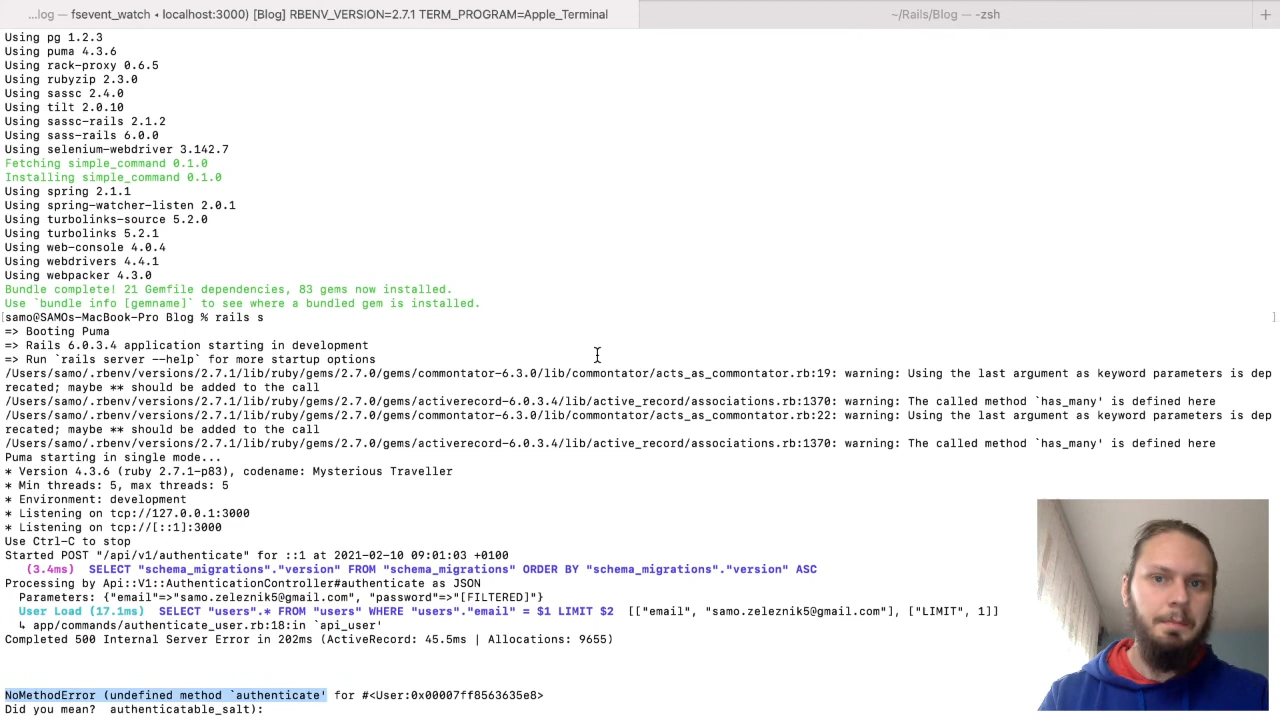 ...log — fsevent_watch ◂ localhost:3000) [Blog] RBENV_VERSION=2.7.1 TERM_PROGRAM=Apple_Terminal
~/Rails/Blog — -zsh
Using pg 1.2.3
Using puma 4.3.6
Using rack-proxy 0.6.5
Using rubyzip 2.3.0
Using sassc 2.4.0
Using tilt 2.0.10
Using sassc-rails 2.1.2
Using sass-rails 6.0.0
Using selenium-webdriver 3.142.7
Fetching simple_command 0.1.0
Installing simple_command 0.1.0
Using spring 2.1.1
Using spring-watcher-listen 2.0.1
Using turbolinks-source 5.2.0
Using turbolinks 5.2.1
Using web-console 4.0.4
Using webdrivers 4.4.1
Using webpacker 4.3.0
Bundle complete! 21 Gemfile dependencies, 83 gems now installed.
Use `bundle info [gemname]` to see where a bundled gem is installed.
[samo@SAMOs-MacBook-Pro Blog % rails s ]
=> Booting Puma
=> Rails 6.0.3.4 application starting in development
=> Run `rails server --help` for more startup options
/Users/samo/.rbenv/versions/2.7.1/lib/ruby/gems/2.7.0/gems/commontator-6.3.0/lib/commontator/acts_as_commontator.rb:19: warning: Using the last argument as keyword parameters is dep
recated; maybe ** should be added to the call
/Users/samo/.rbenv/versions/2.7.1/lib/ruby/gems/2.7.0/gems/activerecord-6.0.3.4/lib/active_record/associations.rb:1370: warning: The called method `has_many' is defined here
/Users/samo/.rbenv/versions/2.7.1/lib/ruby/gems/2.7.0/gems/commontator-6.3.0/lib/commontator/acts_as_commontator.rb:22: warning: Using the last argument as keyword parameters is dep
recated; maybe ** should be added to the call
/Users/samo/.rbenv/versions/2.7.1/lib/ruby/gems/2.7.0/gems/activerecord-6.0.3.4/lib/active_record/associations.rb:1370: warning: The called method `has_many' is defined here
Puma starting in single mode...
* Version 4.3.6 (ruby 2.7.1-p83), codename: Mysterious Traveller
* Min threads: 5, max threads: 5
* Environment: development
* Listening on tcp://127.0.0.1:3000
* Listening on tcp://[::1]:3000
Use Ctrl-C to stop
Started POST "/api/v1/authenticate" for ::1 at 2021-02-10 09:01:03 +0100
(3.4ms) SELECT "schema_migrations"."version" FROM "schema_migrations" ORDER BY "schema_migrations"."version" ASC
Processing by Api::V1::AuthenticationController#authenticate as JSON
Parameters: {"email"=>"samo.zeleznik5@gmail.com", "password"=>"[FILTERED]"}
User Load (17.1ms) SELECT "users".* FROM "users" WHERE "users"."email" = $1 LIMIT $2 [["email", "samo.zeleznik5@gmail.com"], ["LIMIT", 1]]
↳ app/commands/authenticate_user.rb:18:in `api_user'
Completed 500 Internal Server Error in 202ms (ActiveRecord: 45.5ms | Allocations: 9655)
NoMethodError (undefined method `authenticate' for #<User:0x00007ff8563635e8>
Did you mean? authenticatable_salt):